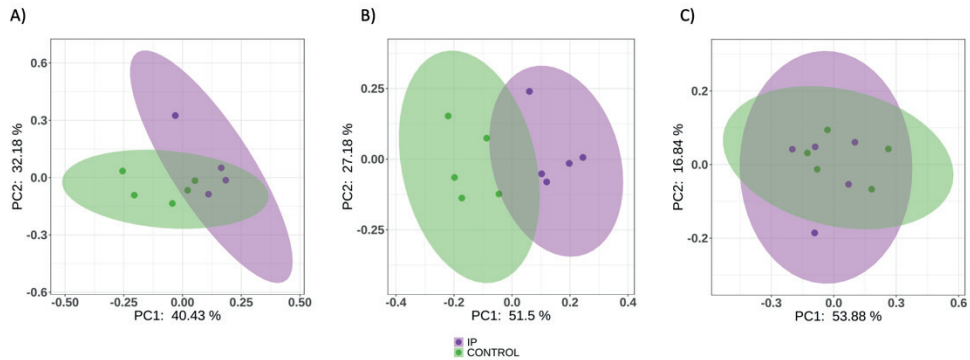 A)
B)
C)
PC2: 32.18 %
0.6
0.3
0.0
-0.3
-0.6
-0.50
-0.25
0.00
0.25
0.50
PC1: 40.43 %
PC2: 27.18 %
0.25
0.00
-0.25
-0.4
-0.2
0.0
0.2
0.4
PC1: 51.5 %
PC2: 16.84 %
0.2
0.0
-0.2
-0.3
0.0
0.3
0.6
PC1: 53.88 %
IP
CONTROL